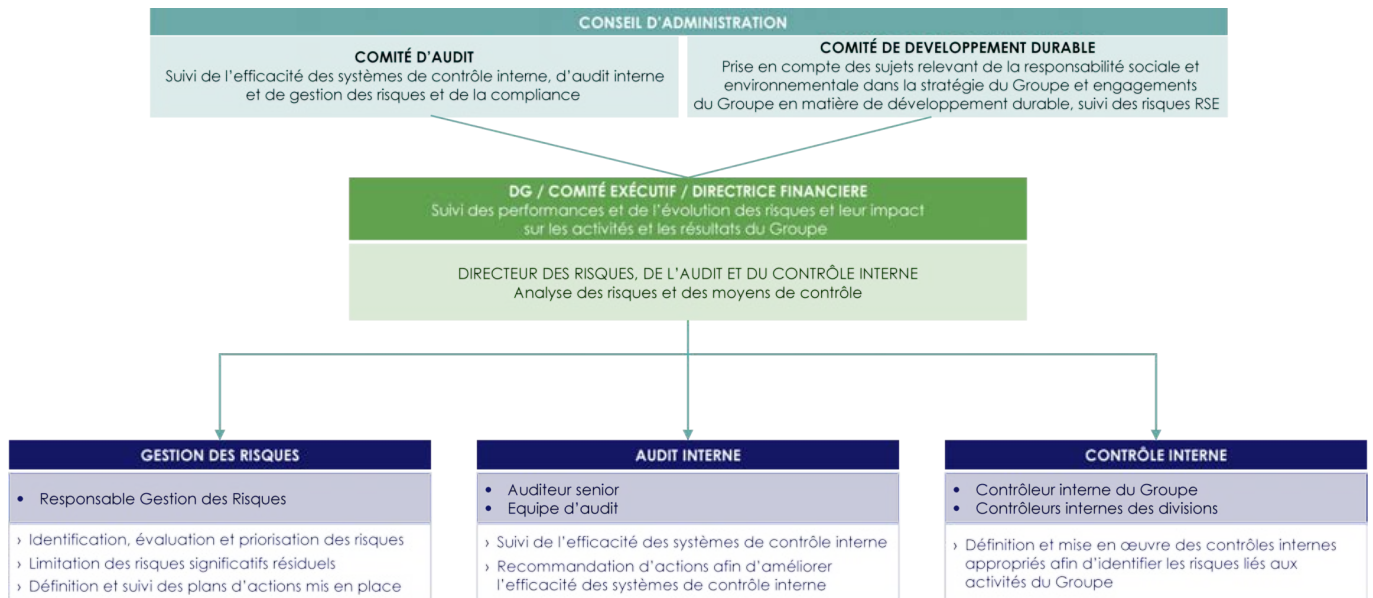 CONSEIL D'ADMINISTRATION
COMITÉ D'AUDIT
Suivi de l'efficacité des systèmes de contrôle interne, d'audit interne
et de gestion des risques et de la compliance
COMITÉ DE DEVELOPPEMENT DURABLE
Prise en compte des sujets relevant de la responsabilité sociale et
environnementale dans la stratégie du Groupe et engagements
du Groupe en matière de développement durable, suivi des risques RSE
DG / COMITÉ EXÉCUTIF / DIRECTRICE FINANCIERE
Suivi des performances et de l'évolution des risques et leur impact
sur les activités et les résultats du Groupe
DIRECTEUR DES RISQUES, DE L'AUDIT ET DU CONTRÔLE INTERNE
Analyse des risques et des moyens de contrôle
GESTION DES RISQUES
• Responsable Gestion des Risques
› Identification, évaluation et priorisation des risques
› Limitation des risques significatifs résiduels
› Définition et suivi des plans d'actions mis en place
AUDIT INTERNE
• Auditeur senior
• Equipe d'audit
› Suivi de l'efficacité des systèmes de contrôle interne
› Recommandation d'actions afin d'améliorer
l'efficacité des systèmes de contrôle interne
CONTRÔLE INTERNE
• Contrôleur interne du Groupe
• Contrôleurs internes des divisions
› Définition et mise en œuvre des contrôles internes
appropriés afin d'identifier les risques liés aux
activités du Groupe